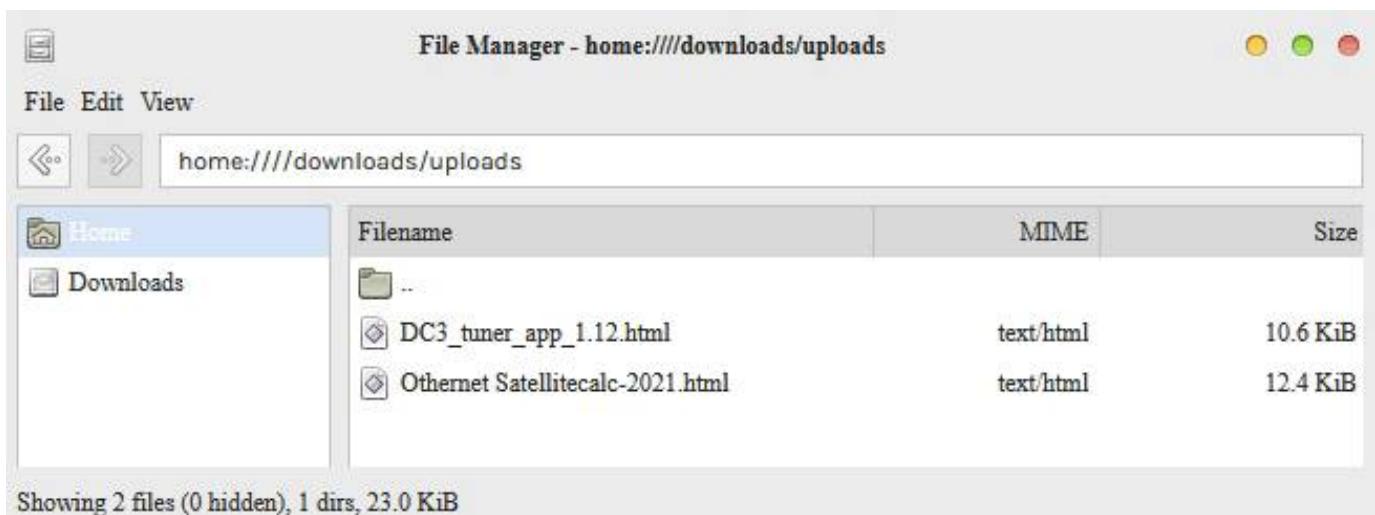 File Manager - home:////downloads/uploads
File Edit View
home:////downloads/uploads
Home
Downloads
Filename MIME Size
..
DC3_tuner_app_1.12.html text/html 10.6 KiB
Othernet Satellitecalc-2021.html text/html 12.4 KiB
Showing 2 files (0 hidden), 1 dirs, 23.0 KiB